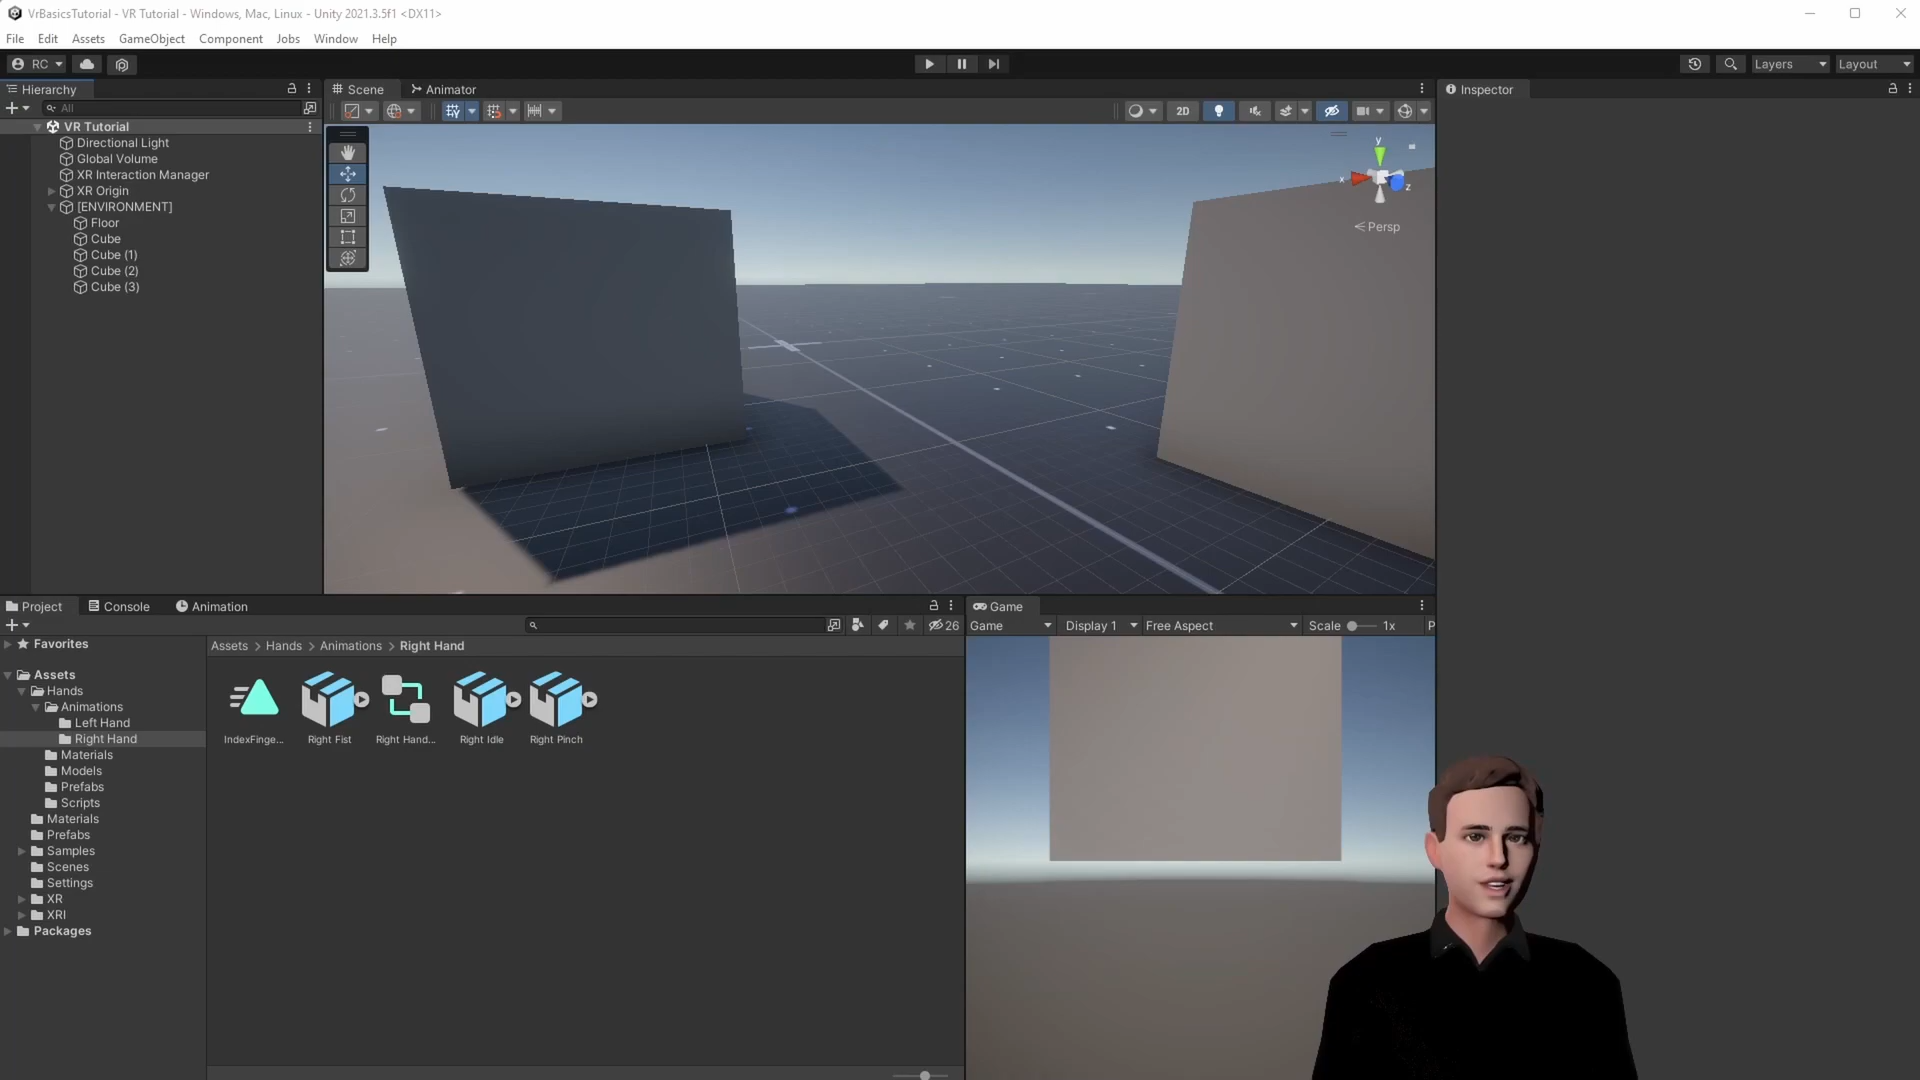 VrBasicsTutorial - VR Tutorial - Windows, Mac, Linux - Unity 2021.3.5f1 <DX11>
File Edit Assets GameObject Component Jobs Window Help
RC Layers Layout
Hierarchy
All
VR Tutorial
Directional Light
Global Volume
XR Interaction Manager
XR Origin
[ENVIRONMENT]
Floor
Cube
Cube (1)
Cube (2)
Cube (3)
Scene Animator
2D
y
x
z
Persp
Inspector
Project Console Animation
26
Favorites
Assets
Hands
Animations
Left Hand
Right Hand
Materials
Models
Prefabs
Scripts
Materials
Prefabs
Samples
Scenes
Settings
XR
XRI
Packages
Assets > Hands > Animations > Right Hand
IndexFinge... Right Fist Right Hand... Right Idle Right Pinch
Game
Game Display 1 Free Aspect Scale 1x P